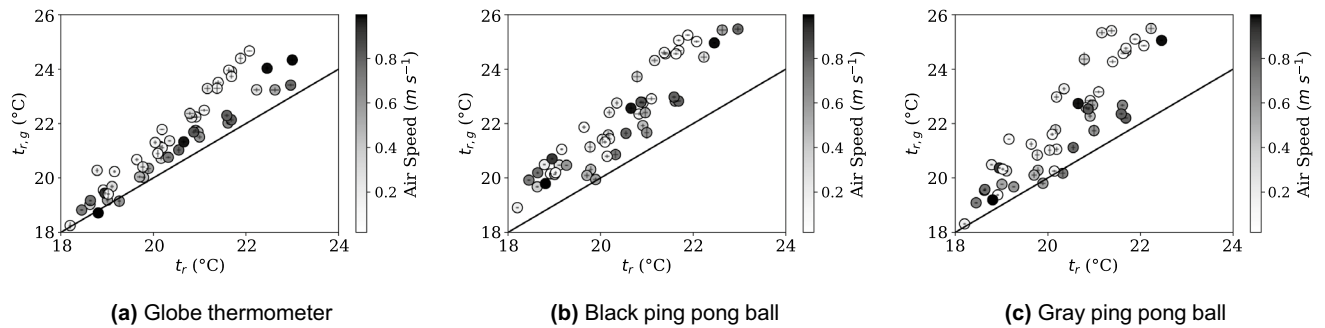 26
24
22
20
18
18 20 22 24
t_{r,g} (°C)
t_r (°C)
0.8
0.6
0.4
0.2
Air Speed (m s⁻¹)
(a) Globe thermometer
26
24
22
20
18
18 20 22 24
t_{r,g} (°C)
t_r (°C)
0.8
0.6
0.4
0.2
Air Speed (m s⁻¹)
(b) Black ping pong ball
26
24
22
20
18
18 20 22 24
t_{r,g} (°C)
t_r (°C)
0.8
0.6
0.4
0.2
Air Speed (m s⁻¹)
(c) Gray ping pong ball